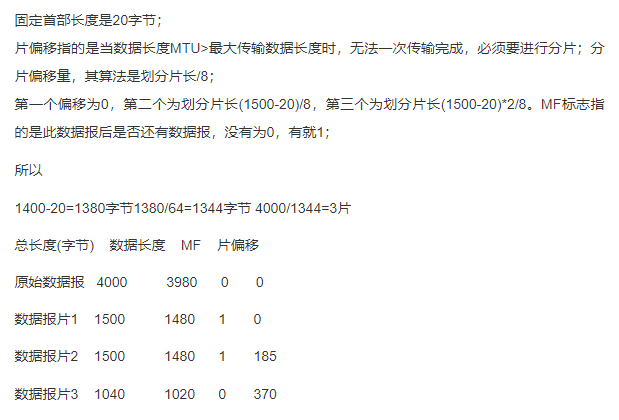 固定首部长度是20字节；
片偏移指的是当数据长度MTU>最大传输数据长度时，无法一次传输完成，必须要进行分片；分
片偏移量，其算法是划分片长/8；
第一个偏移为0，第二个为划分片长(1500-20)/8，第三个为划分片长(1500-20)*2/8。MF标志指
的是此数据报后是否还有数据报，没有为0，有就1；
所以
1400-20=1380字节1380/64=1344字节 4000/1344=3片
总长度(字节) 数据长度 MF 片偏移
原始数据报 4000 3980 0 0
数据报片1 1500 1480 1 0
数据报片2 1500 1480 1 185
数据报片3 1040 1020 0 370